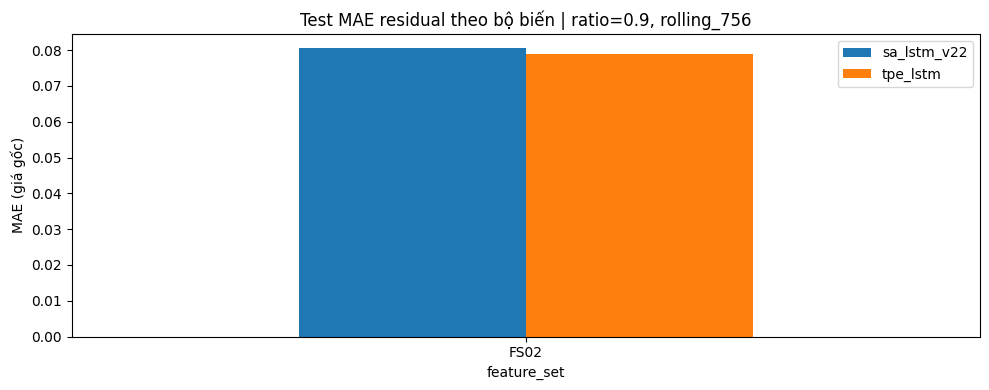 Test MAE residual theo bộ biến | ratio=0.9, rolling_756
sa_lstm_v22
tpe_lstm
MAE (giá gốc)
0.08
0.07
0.06
0.05
0.04
0.03
0.02
0.01
0.00
FS02
feature_set